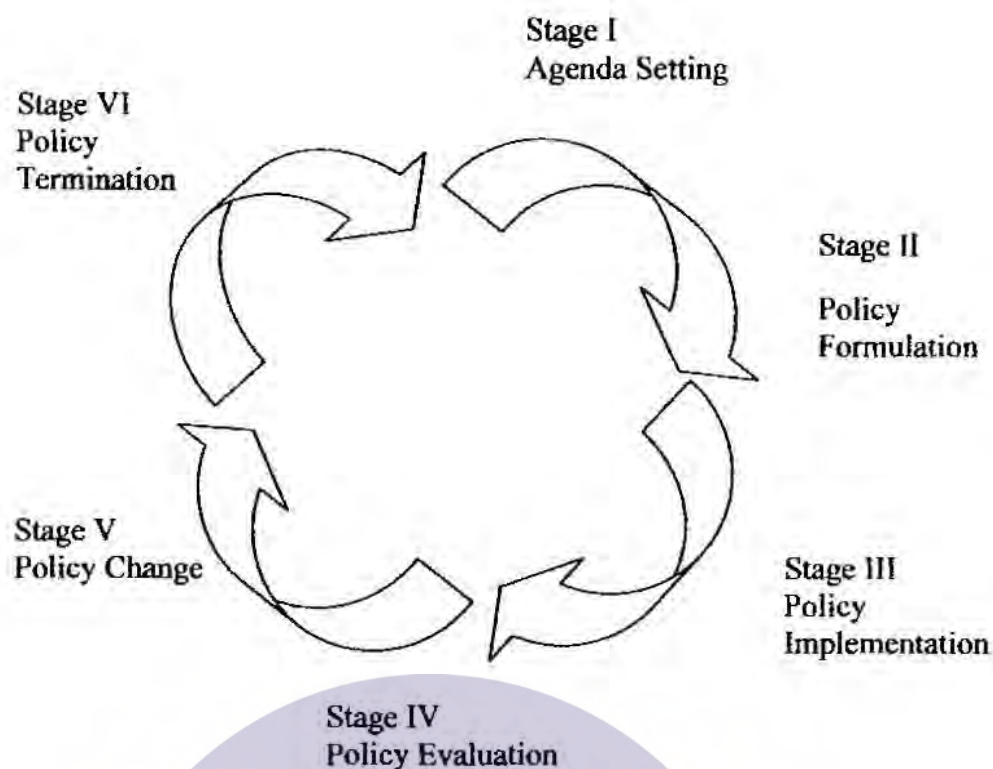 Stage I
Agenda Setting
Stage II
Policy
Formulation
Stage III
Policy
Implementation
Stage IV
Policy Evaluation
Stage V
Policy Change
Stage VI
Policy
Termination